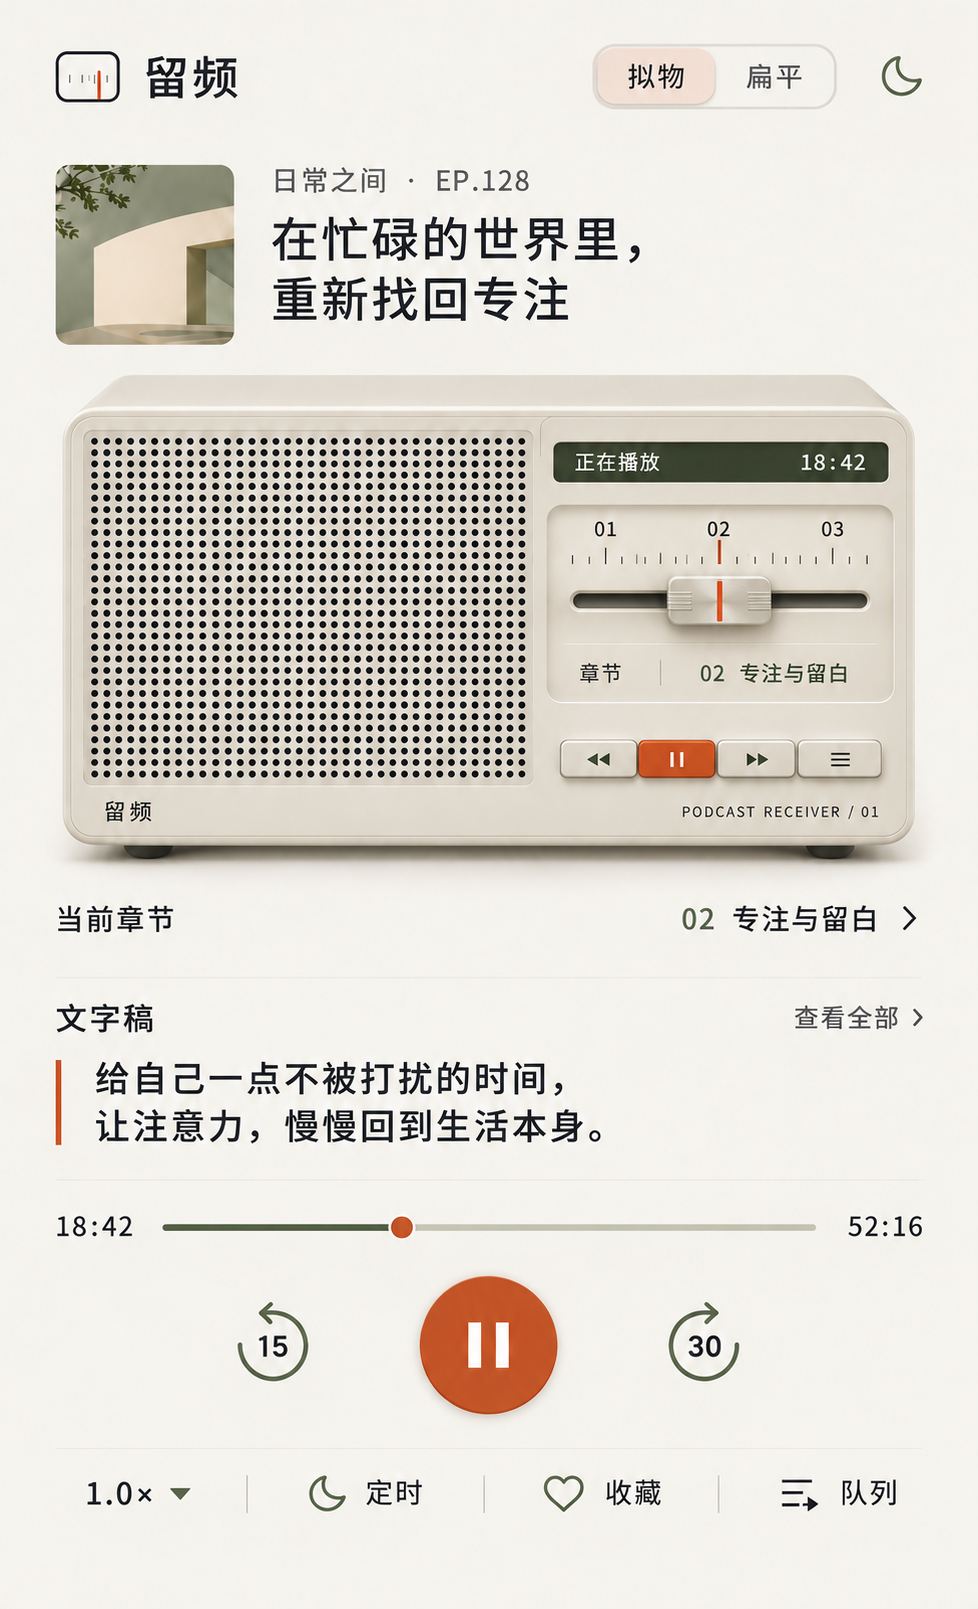 留频
拟物 扁平
日常之间 · EP.128
在忙碌的世界里，
重新找回专注
正在播放 18:42
01 02 03
章节 02 专注与留白
留频
PODCAST RECEIVER / 01
当前章节 02 专注与留白
文字稿 查看全部
给自己一点不被打扰的时间，
让注意力，慢慢回到生活本身。
18:42 52:16
15 30
1.0× 定时 收藏 队列